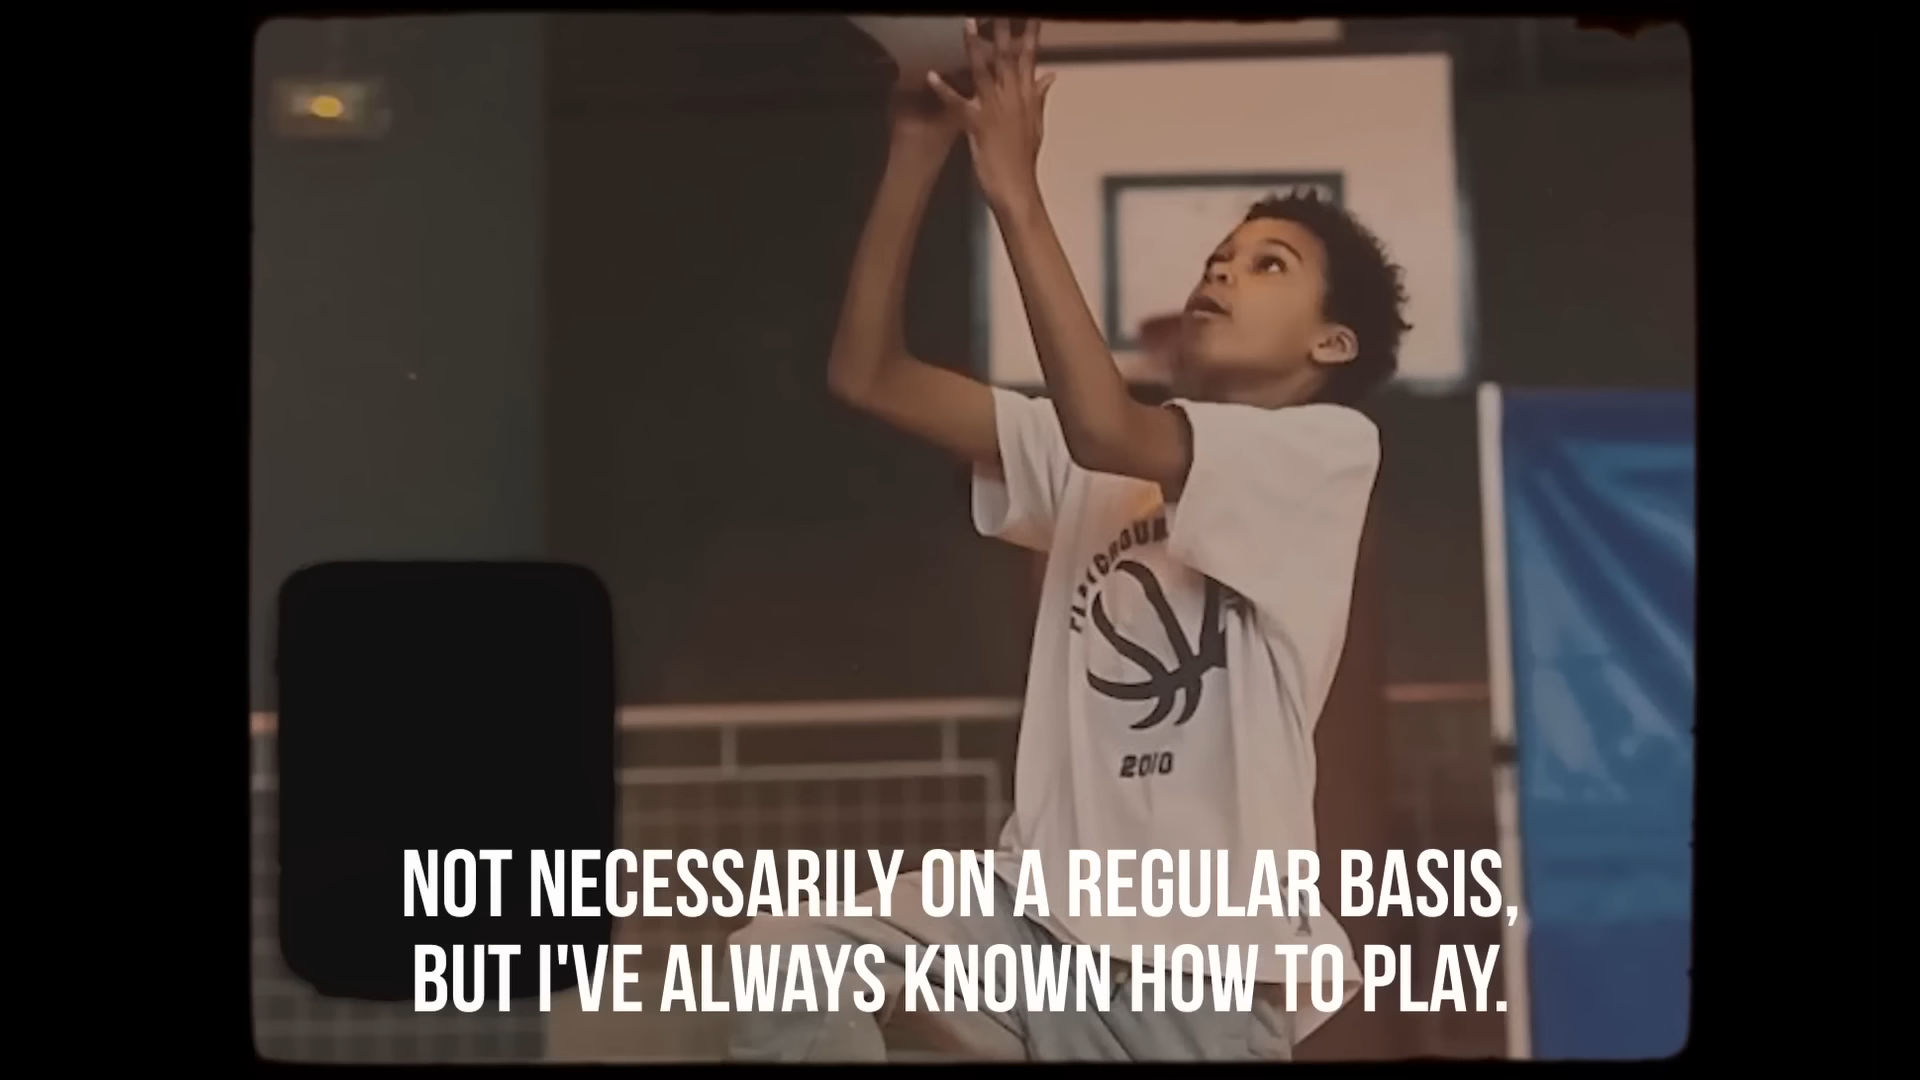 2010
NOT NECESSARILY ON A REGULAR BASIS,
BUT I'VE ALWAYS KNOWN HOW TO PLAY.